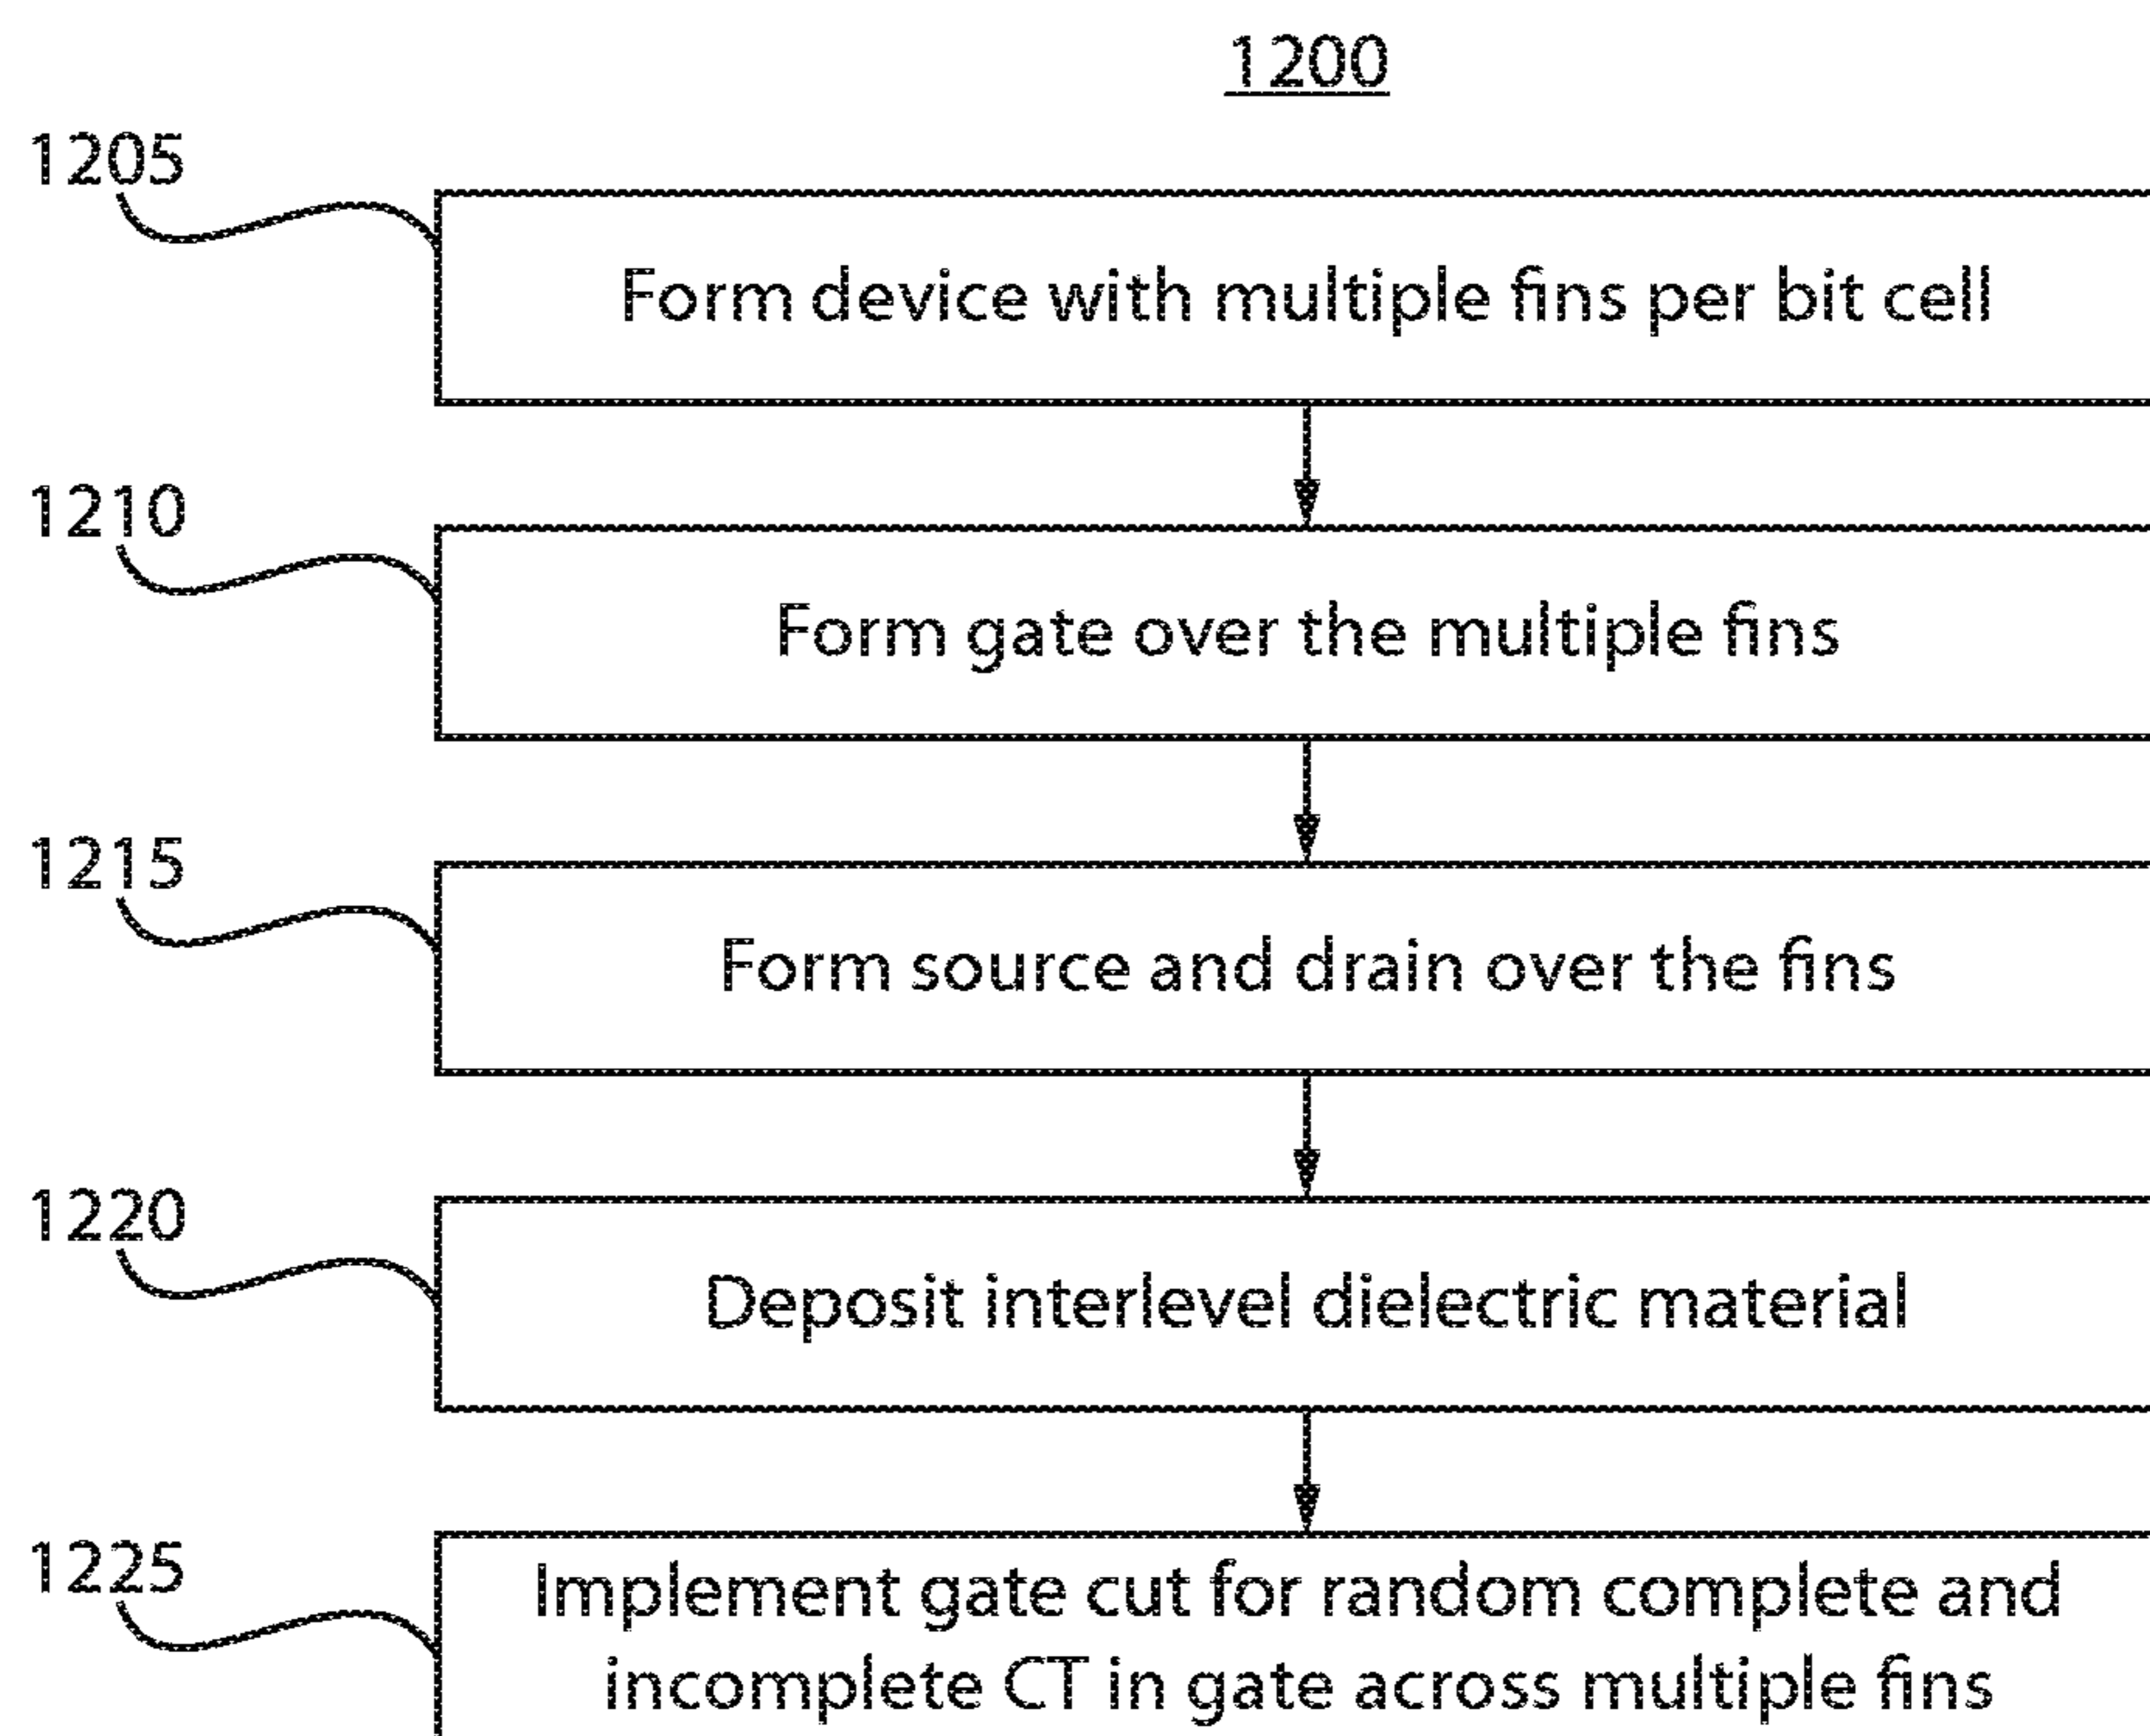 1200
1205
Form device with multiple fins per bit cell
1210
Form gate over the multiple fins
1215
Form source and drain over the fins
1220
Deposit interlevel dielectric material
1225
Implement gate cut for random complete and
incomplete CT in gate across multiple fins